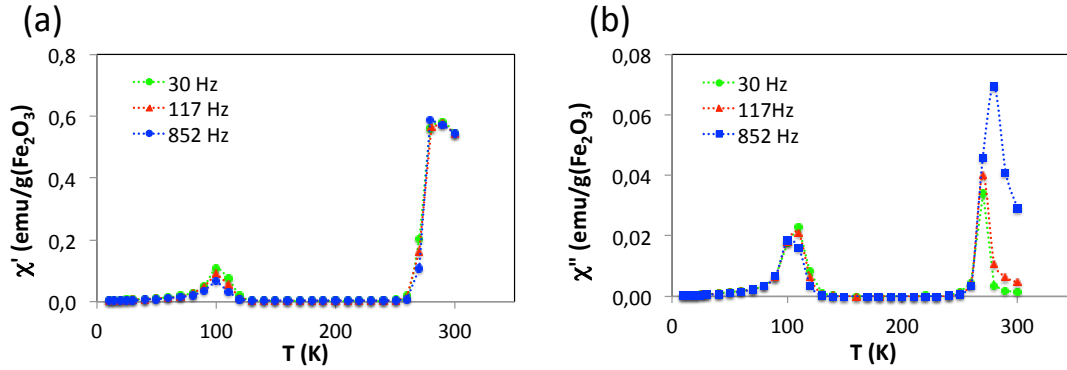 (a)
0,8
0,6
0,4
0,2
0,0
χ' (emu/g(Fe₂O₃)
30 Hz
117 Hz
852 Hz
0
100
200
300
T (K)
(b)
0,08
0,06
0,04
0,02
0,00
χ" (emu/g(Fe₂O₃)
30 Hz
117Hz
852 Hz
0
100
200
300
T (K)